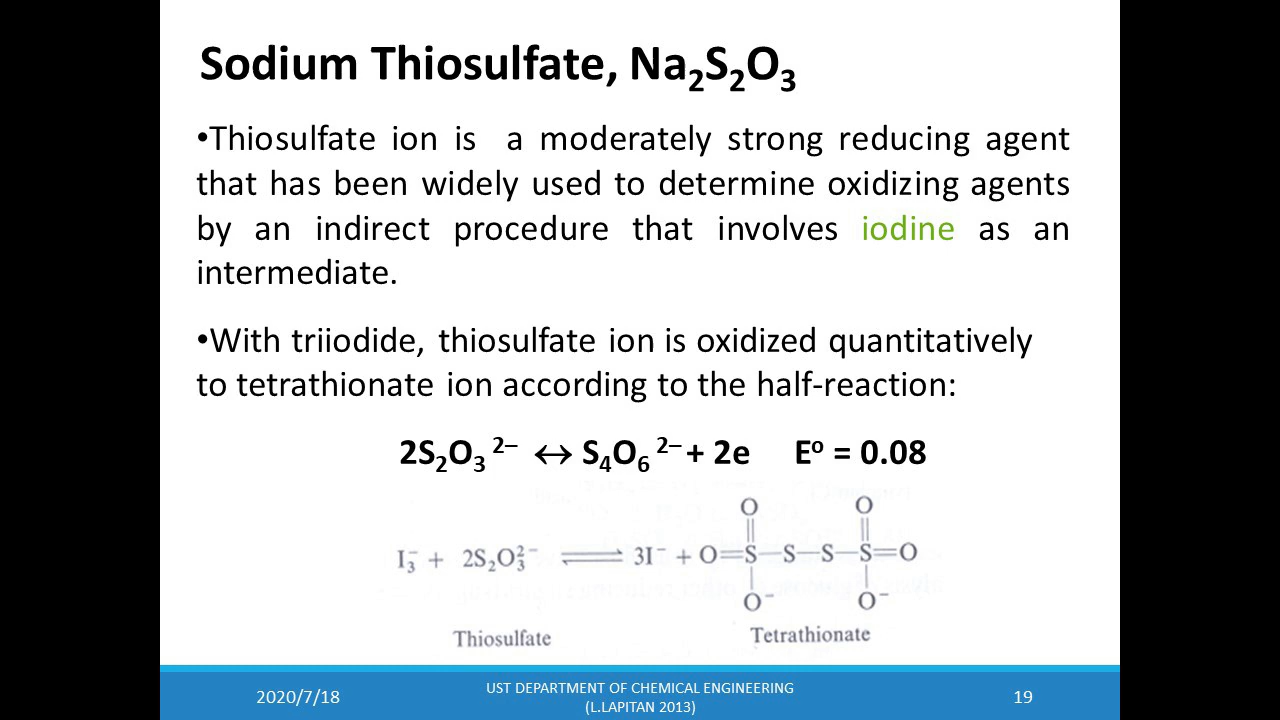 Sodium Thiosulfate, Na₂S₂O₃
•Thiosulfate ion is a moderately strong reducing agent
that has been widely used to determine oxidizing agents
by an indirect procedure that involves iodine as an
intermediate.
•With triiodide, thiosulfate ion is oxidized quantitatively
to tetrathionate ion according to the half-reaction:
2S₂O₃ ²⁻ ↔ S₄O₆ ²⁻ + 2e E° = 0.08
O O
I₃⁻ + 2S₂O₃²⁻ ⇌ 3I⁻ + O=S—S—S—S=O
O⁻ O⁻
Thiosulfate Tetrathionate
2020/7/18 UST DEPARTMENT OF CHEMICAL ENGINEERING 19
(L.LAPITAN 2013)